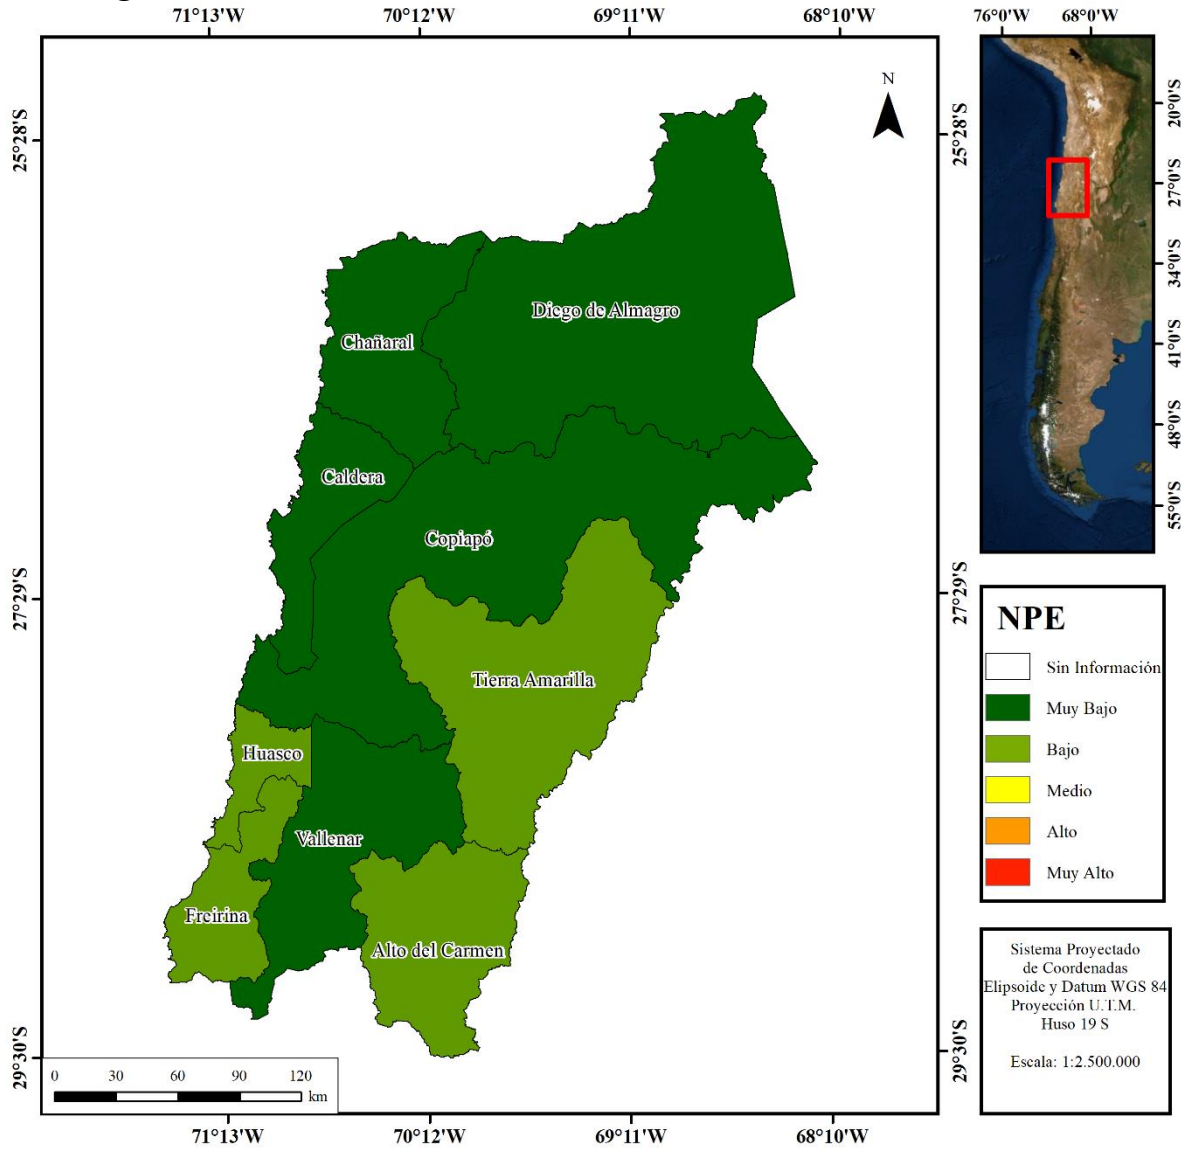 71°13'W 70°12'W 69°11'W 68°10'W
76°0'W 68°0'W
N
25°28'S
27°29'S
29°30'S
25°28'S
27°29'S
29°30'S
20°0'S
27°0'S
34°0'S
41°0'S
48°0'S
55°0'S
Diego de Almagro
Chañaral
Caldera
Copiapó
Tierra Amarilla
Huasco
Vallenar
Freirina
Alto del Carmen
NPE
Sin Información
Muy Bajo
Bajo
Medio
Alto
Muy Alto
Sistema Proyectado
de Coordenadas
Elipsoide y Datum WGS 84
Proyección U.T.M.
Huso 19 S
Escala: 1:2.500.000
0 30 60 90 120
km
71°13'W 70°12'W 69°11'W 68°10'W